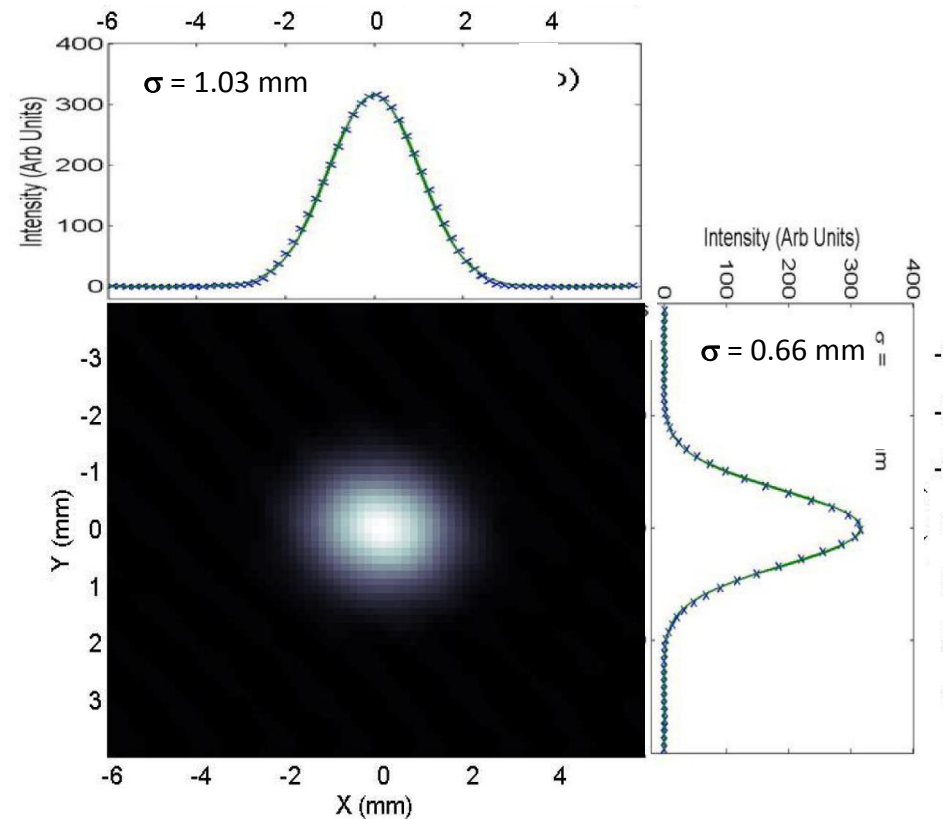 -6 -4 -2 0 2 4
400
300
200
100
0
Intensity (Arb Units)
σ = 1.03 mm
)
Intensity (Arb Units)
0 100 200 300 400
σ =
σ = 0.66 mm
-3
-2
-1
0
1
2
3
Y (mm)
-6 -4 -2 0 2 4
X (mm)